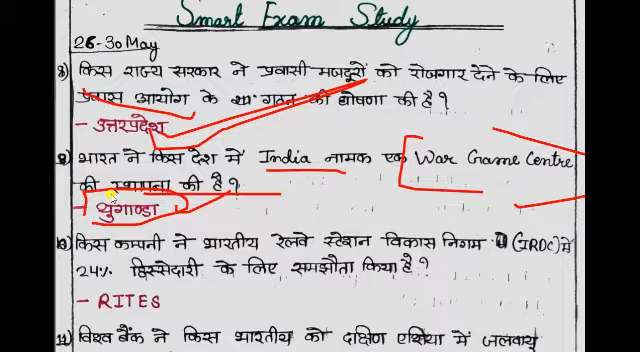 Smart Exam Study
26-30 May
8) किस राज्य सरकार ने प्रवासी मजदूरों को रोजगार देने के लिए
प्रवास आयोग के गठन की घोषणा की है?
- उत्तरप्रदेश
9) भारत ने किस देश में India नामक एक War Game Centre
की स्थापना की है?
- युगाण्डा
10) किस कम्पनी ने भारतीय रेलवे स्टेशन विकास निगम (IRDC) में
24% हिस्सेदारी के लिए समझौता किया है?
- RITES
11) विश्व बैंक ने किस भारतीय को दक्षिण एशिया में जलवायु